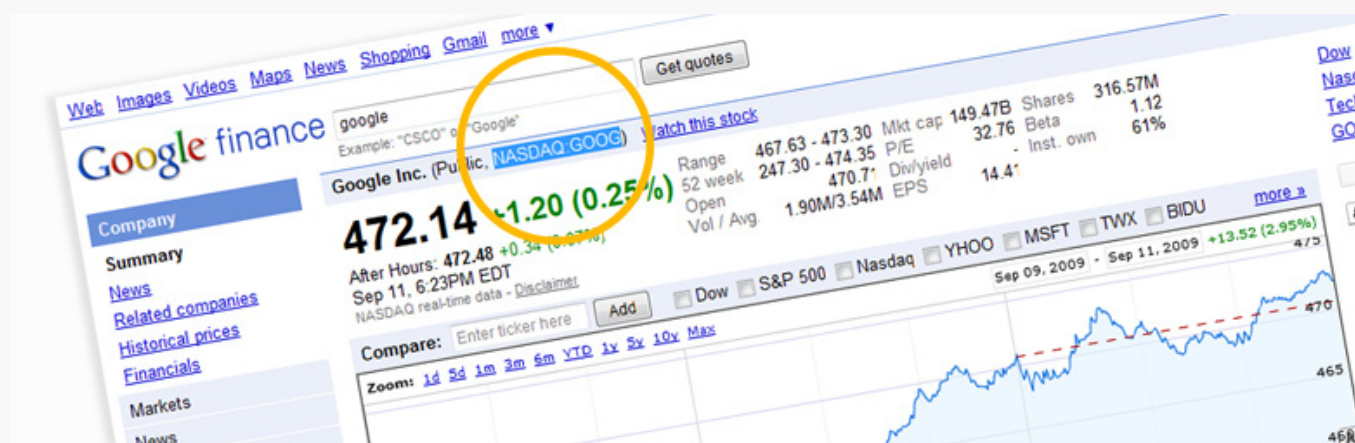 Web Images Videos Maps News Shopping Gmail more ▼
Google finance
google
Get quotes
Example: "CSCO" or "Google"
Google Inc. (Public, NASDAQ:GOOG) Watch this stock
472.14 +1.20 (0.25%)
After Hours: 472.48 +0.34 (0.07%)
Sep 11, 6:23PM EDT
NASDAQ real-time data - Disclaimer
Range 467.63 - 473.30
52 week 247.30 - 474.35
Open 470.71
Vol / Avg. 1.90M/3.54M
Mkt cap 149.47B
P/E 32.76
Div/yield -
EPS 14.41
Shares 316.57M
Beta 1.12
Inst. own 61%
Company
Summary
News
Related companies
Historical prices
Financials
Markets
News
Compare: Enter ticker here Add Dow S&P 500 Nasdaq YHOO MSFT TWX BIDU more »
Zoom: 1d 5d 1m 3m 6m YTD 1y 5y 10y Max
Sep 09, 2009 - Sep 11, 2009 +13.52 (2.95%)
475
470
465
Dow